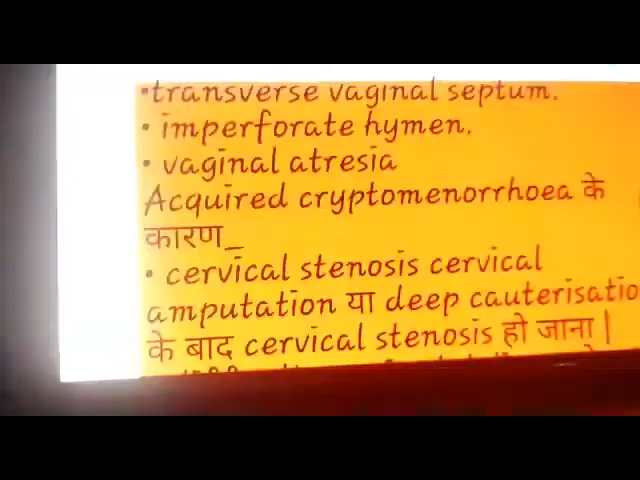 •transverse vaginal septum.
• imperforate hymen.
• vaginal atresia
Acquired cryptomenorrhoea के
कारण_
• cervical stenosis cervical
amputation या deep cauterisatio
के बाद cervical stenosis हो जाना |